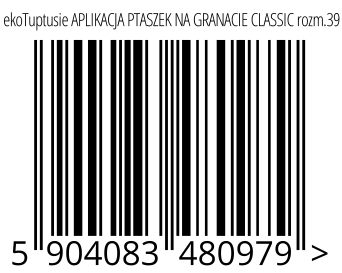 ekoTuptusie APLIKACJA PTASZEK NA GRANACIE CLASSIC rozm.39
5 904083 480979 >